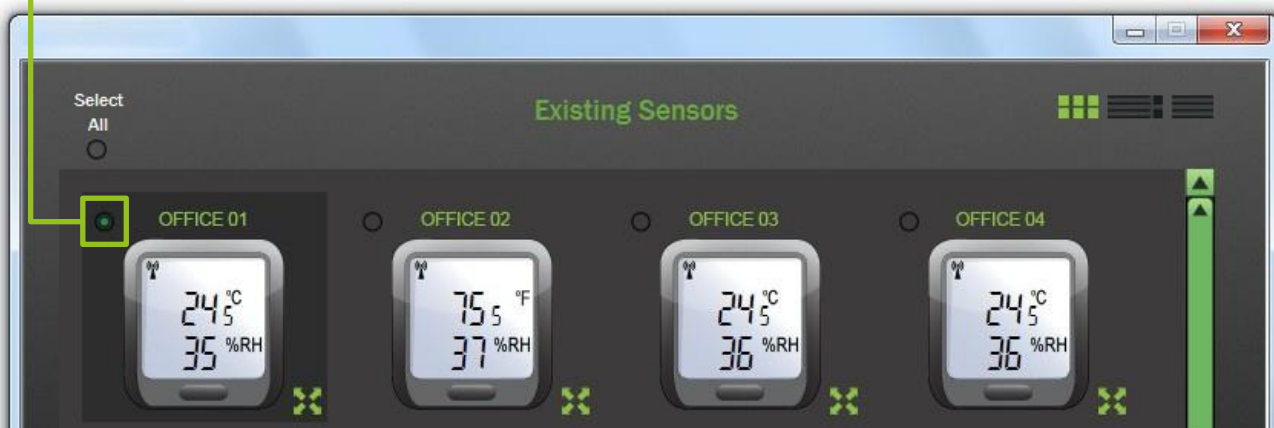 Select
All
Existing Sensors
OFFICE 01
OFFICE 02
OFFICE 03
OFFICE 04
24 5 °C
35 %RH
75 5 °F
37 %RH
24 5 °C
36 %RH
24 5 °C
36 %RH